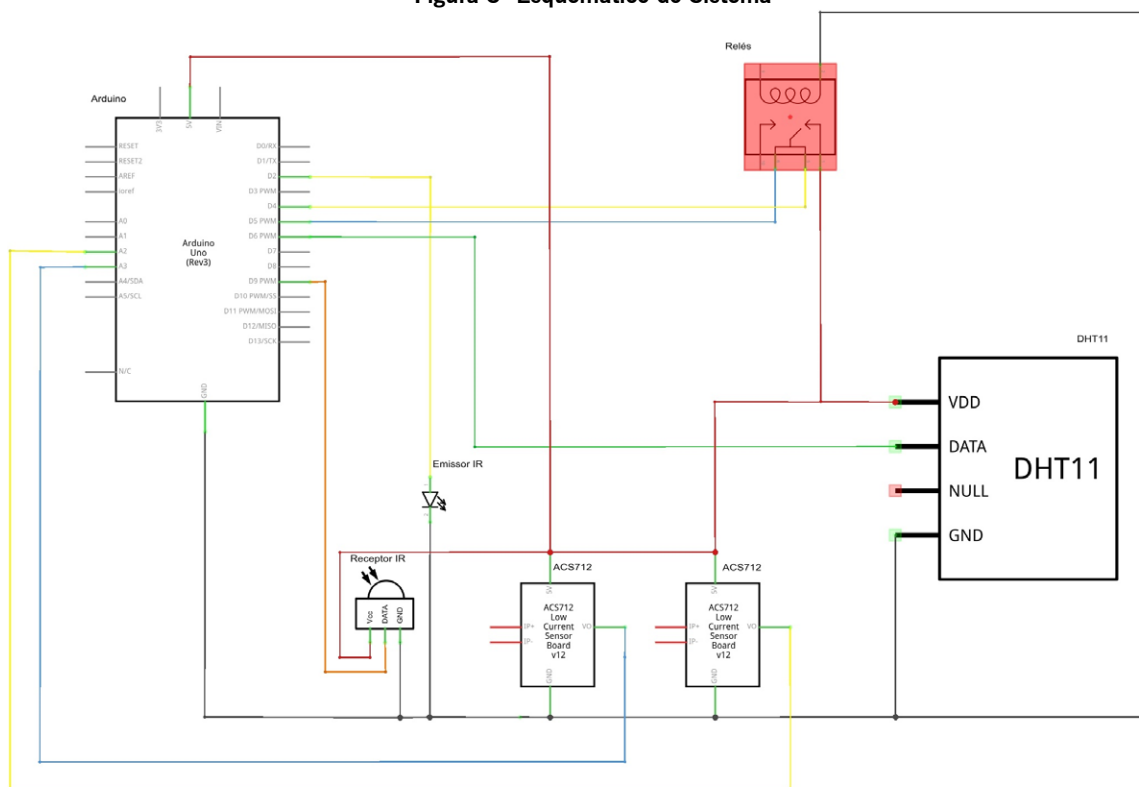 Figura 3- Esquemático do Sistema
Relés
Arduino
3V3
5V
VIN
RESET
RESET2
AREF
ioref
A0
A1
A2
A3
A4/SDA
A5/SCL
N/C
Arduino
Uno
(Rev3)
D0/RX
D1/TX
D2
D3 PWM
D4
D5 PWM
D6 PWM
D7
D8
D9 PWM
D10 PWM/SS
D11 PWM/MOSI
D12/MISO
D13/SCK
GND
DHT11
VDD
DATA
NULL
GND
DHT11
Emissor IR
Receptor IR
Vcc
DATA
GND
ACS712
5V
ACS712
Low
Current
Sensor
Board
v12
IP+
IP-
VO
GND
ACS712
5V
ACS712
Low
Current
Sensor
Board
v12
IP+
IP-
VO
GND